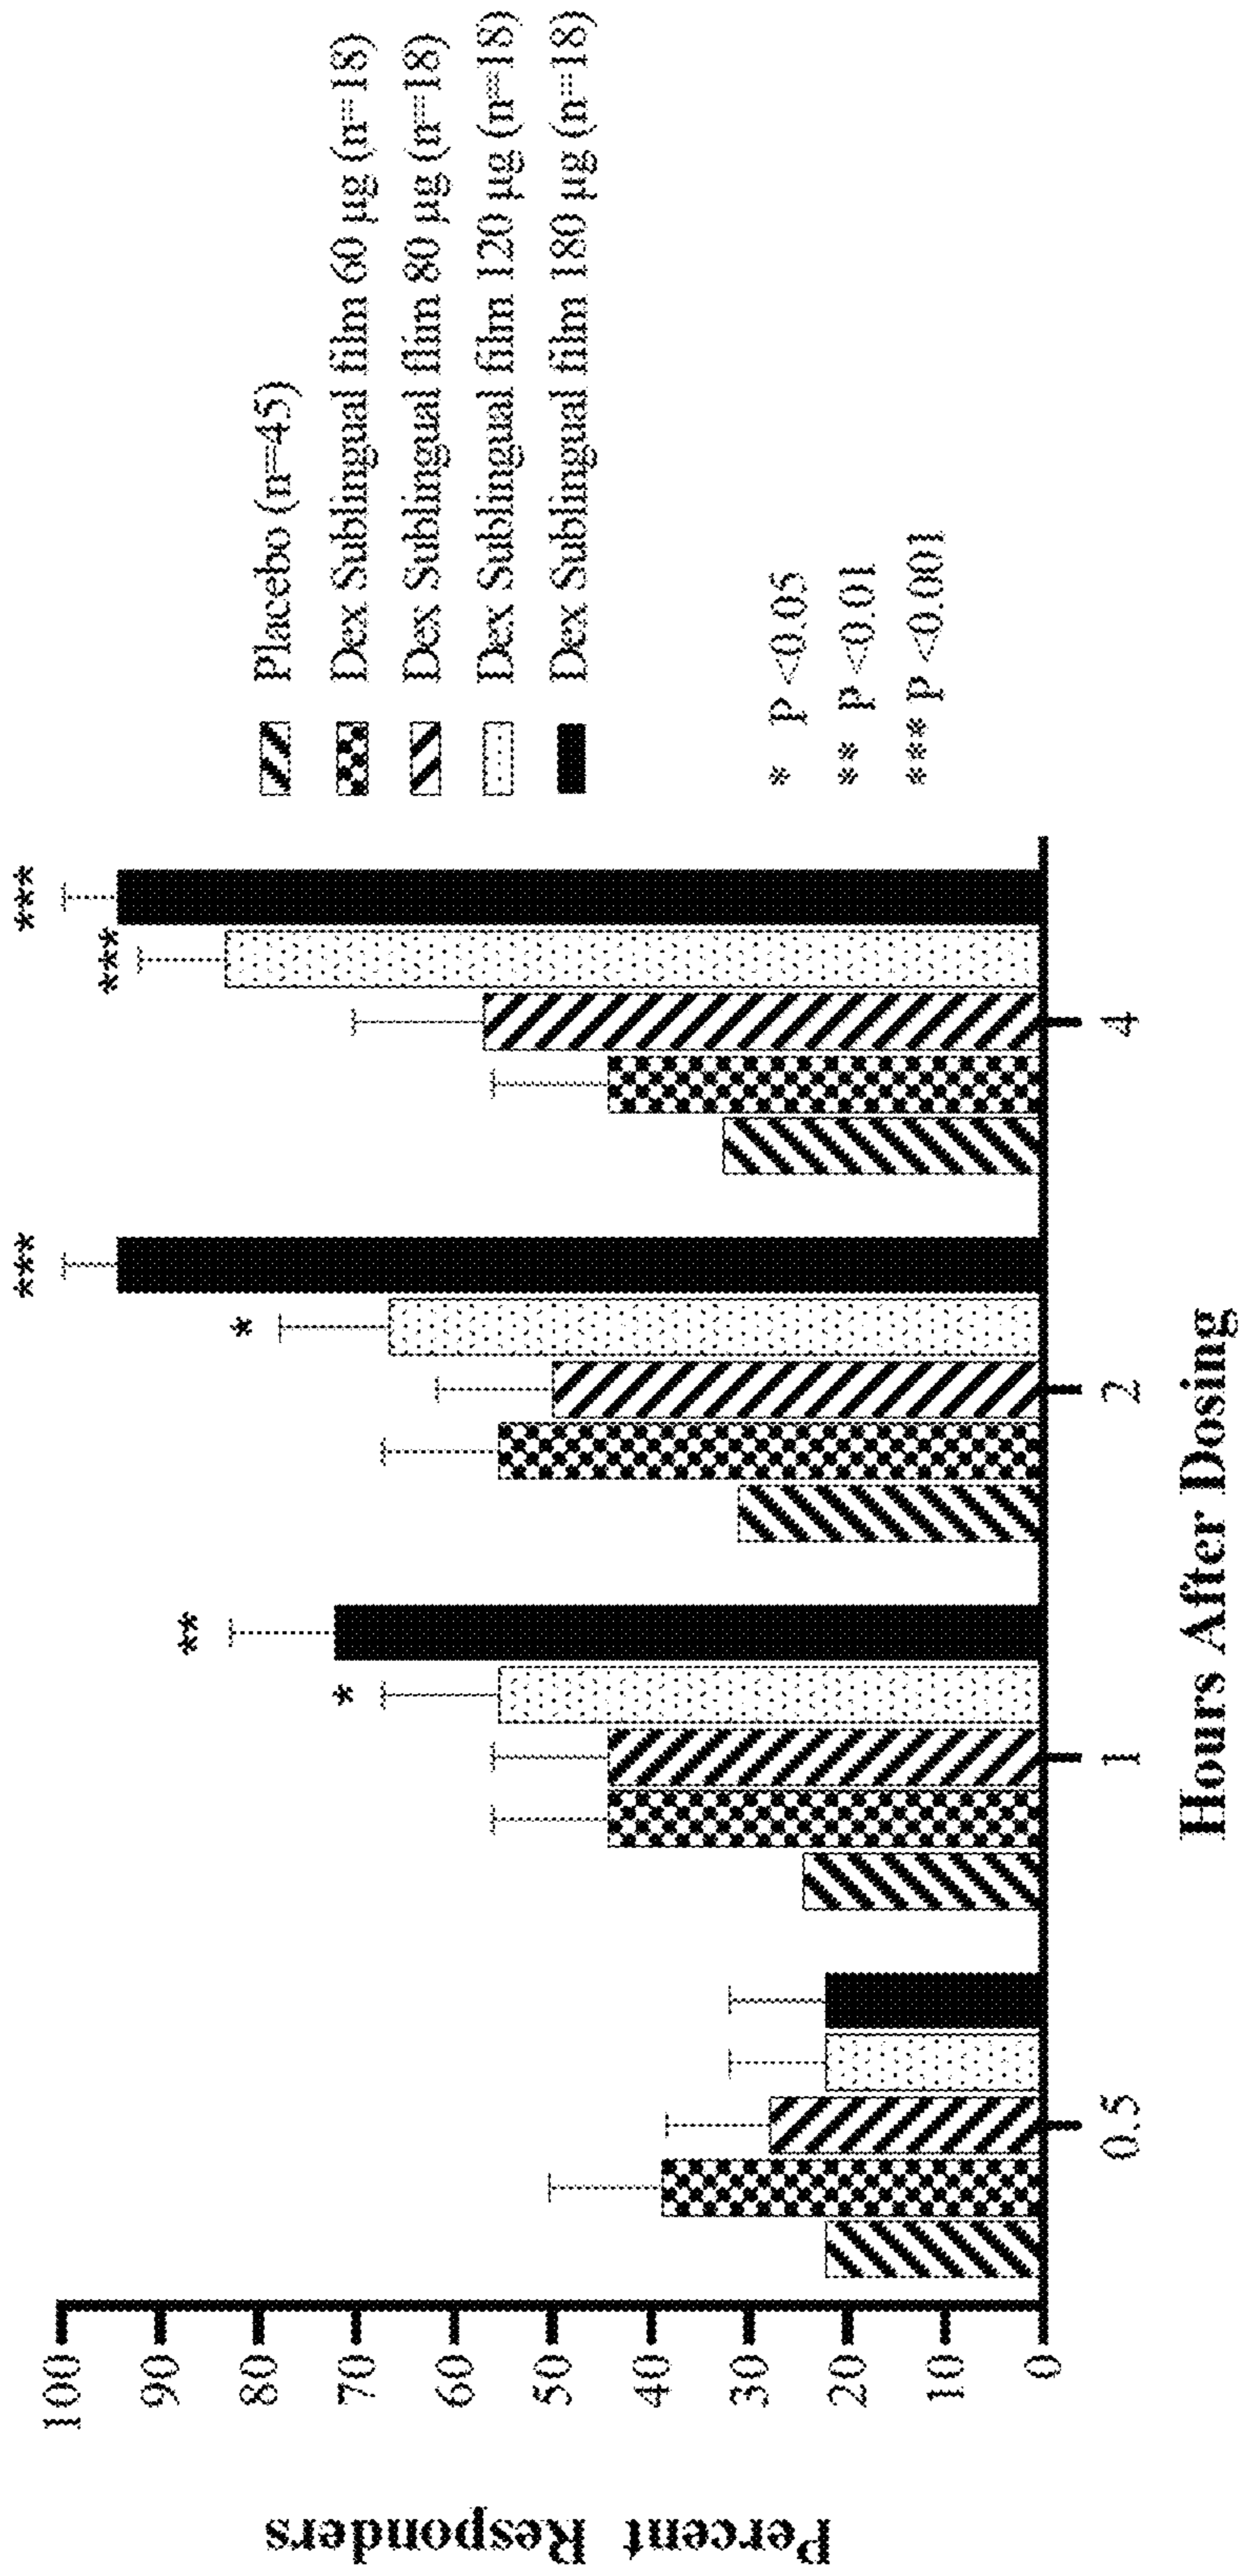 Percent Responders
100
90
80
70
60
50
40
30
20
10
0
***
***
***
*
**
*
0.5
1
2
4
Hours After Dosing
Placebo (n=45)
Dex Sublingual film 60 µg (n=18)
Dex Sublingual flim 80 µg (n=18)
Dex Sublingual film 120 µg (n=18)
Dex Sublingual film 180 µg (n=18)
* P <0.05
** P <0.01
*** P <0.001